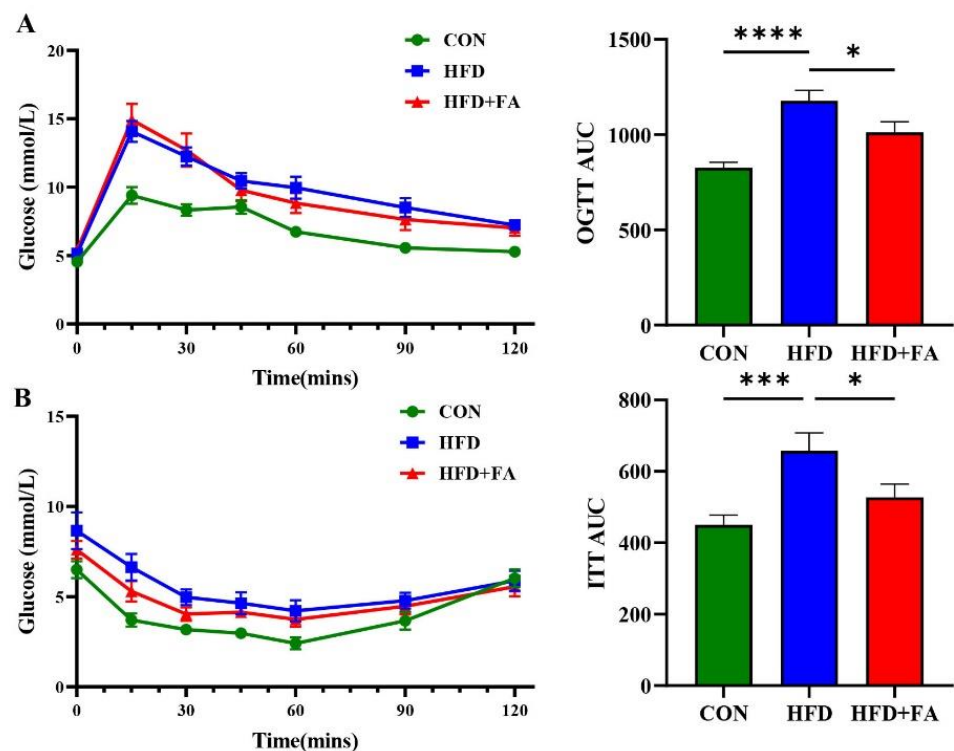 A
CON
HFD
HFD+FA
Glucose (mmol/L)
20
15
10
5
0
0 30 60 90 120
Time(mins)
OGTT AUC
1500
1000
500
0
**** *
CON HFD HFD+FA
B
CON
HFD
HFD+FA
Glucose (mmol/L)
15
10
5
0
0 30 60 90 120
Time(mins)
ITT AUC
800
600
400
200
0
*** *
CON HFD HFD+FA